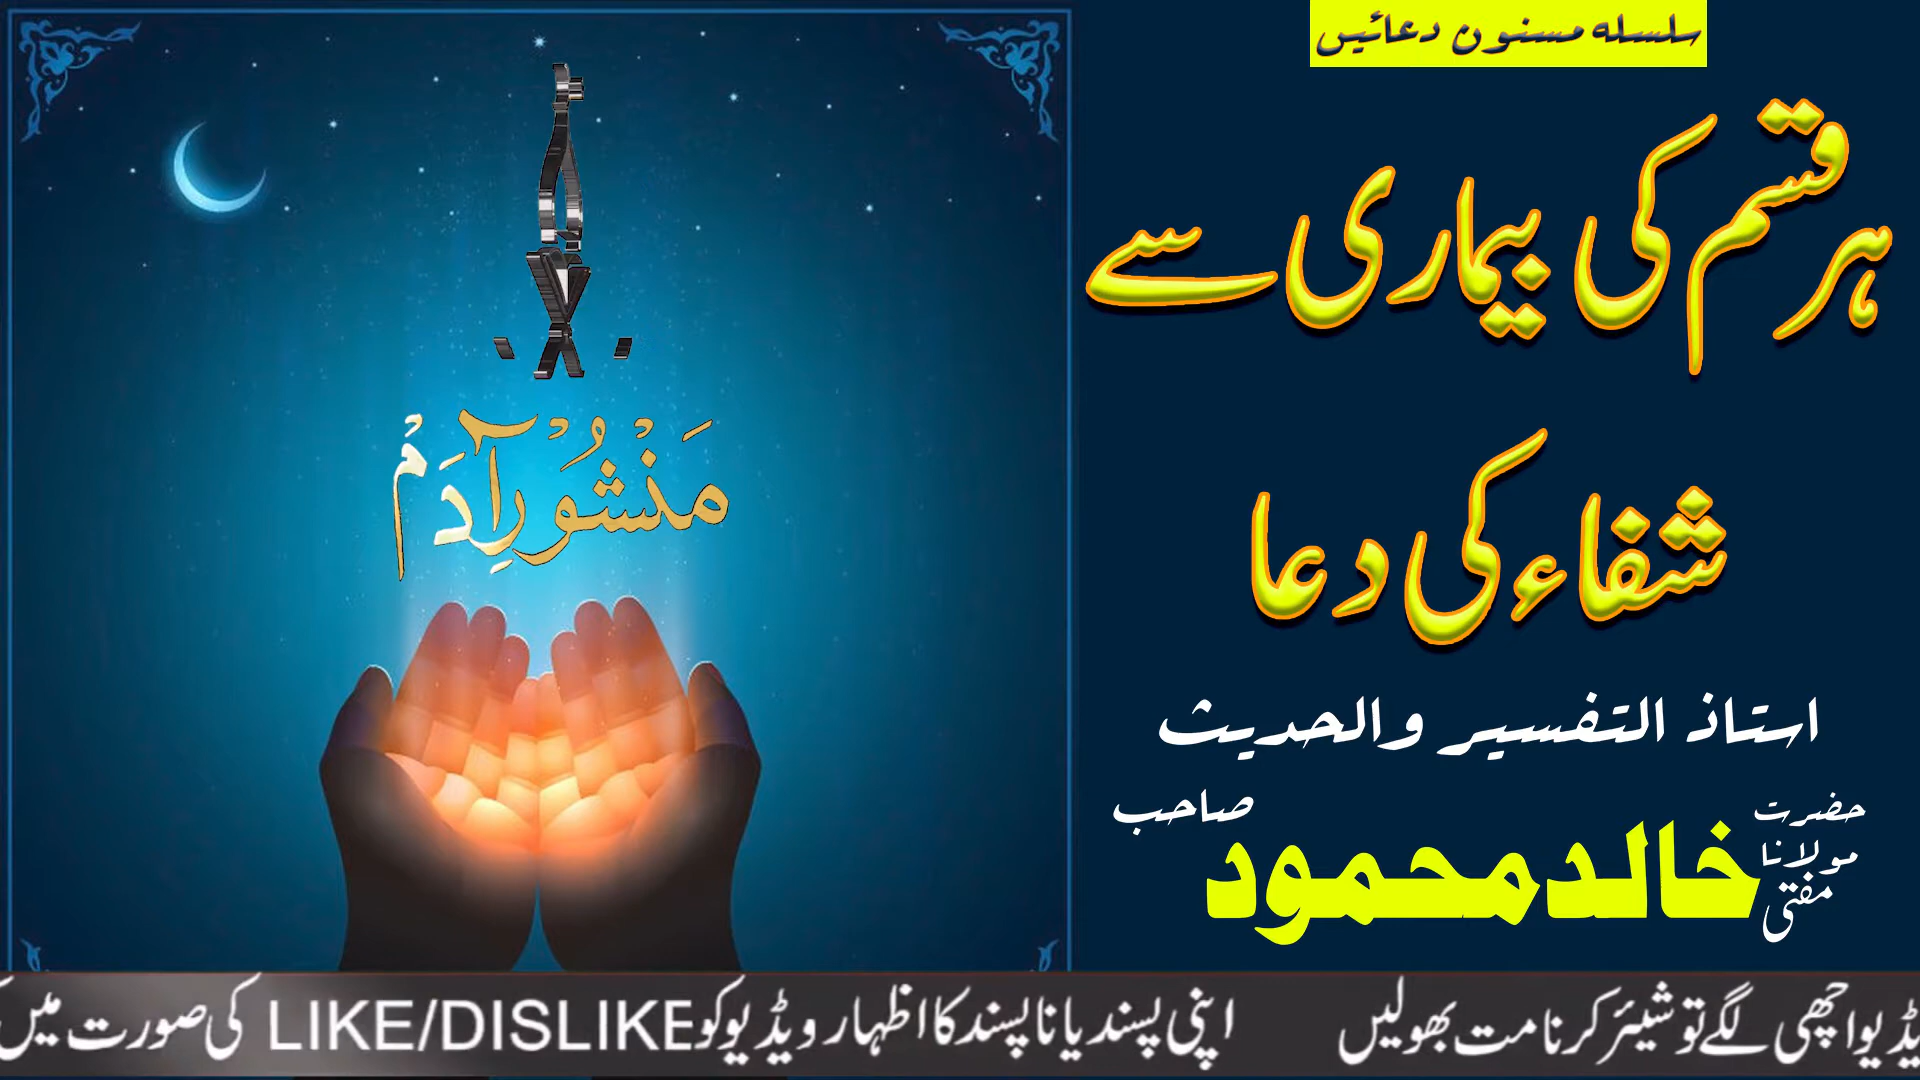 سلسلہ مسنون دعائیں
ہر قسم کی بیماری سے
شفاء کی دعا
استاذ التفسیر والحدیث
حضرت مولانا مفتی خالد محمود صاحب
مَنْشُوْرِ آدَمْ
ڈیو اچھی لگے تو شیئر کرنا مت بھولیں اپنی پسند یا ناپسند کا اظہار ویڈیو کو LIKE/DISLIKE کی صورت میں